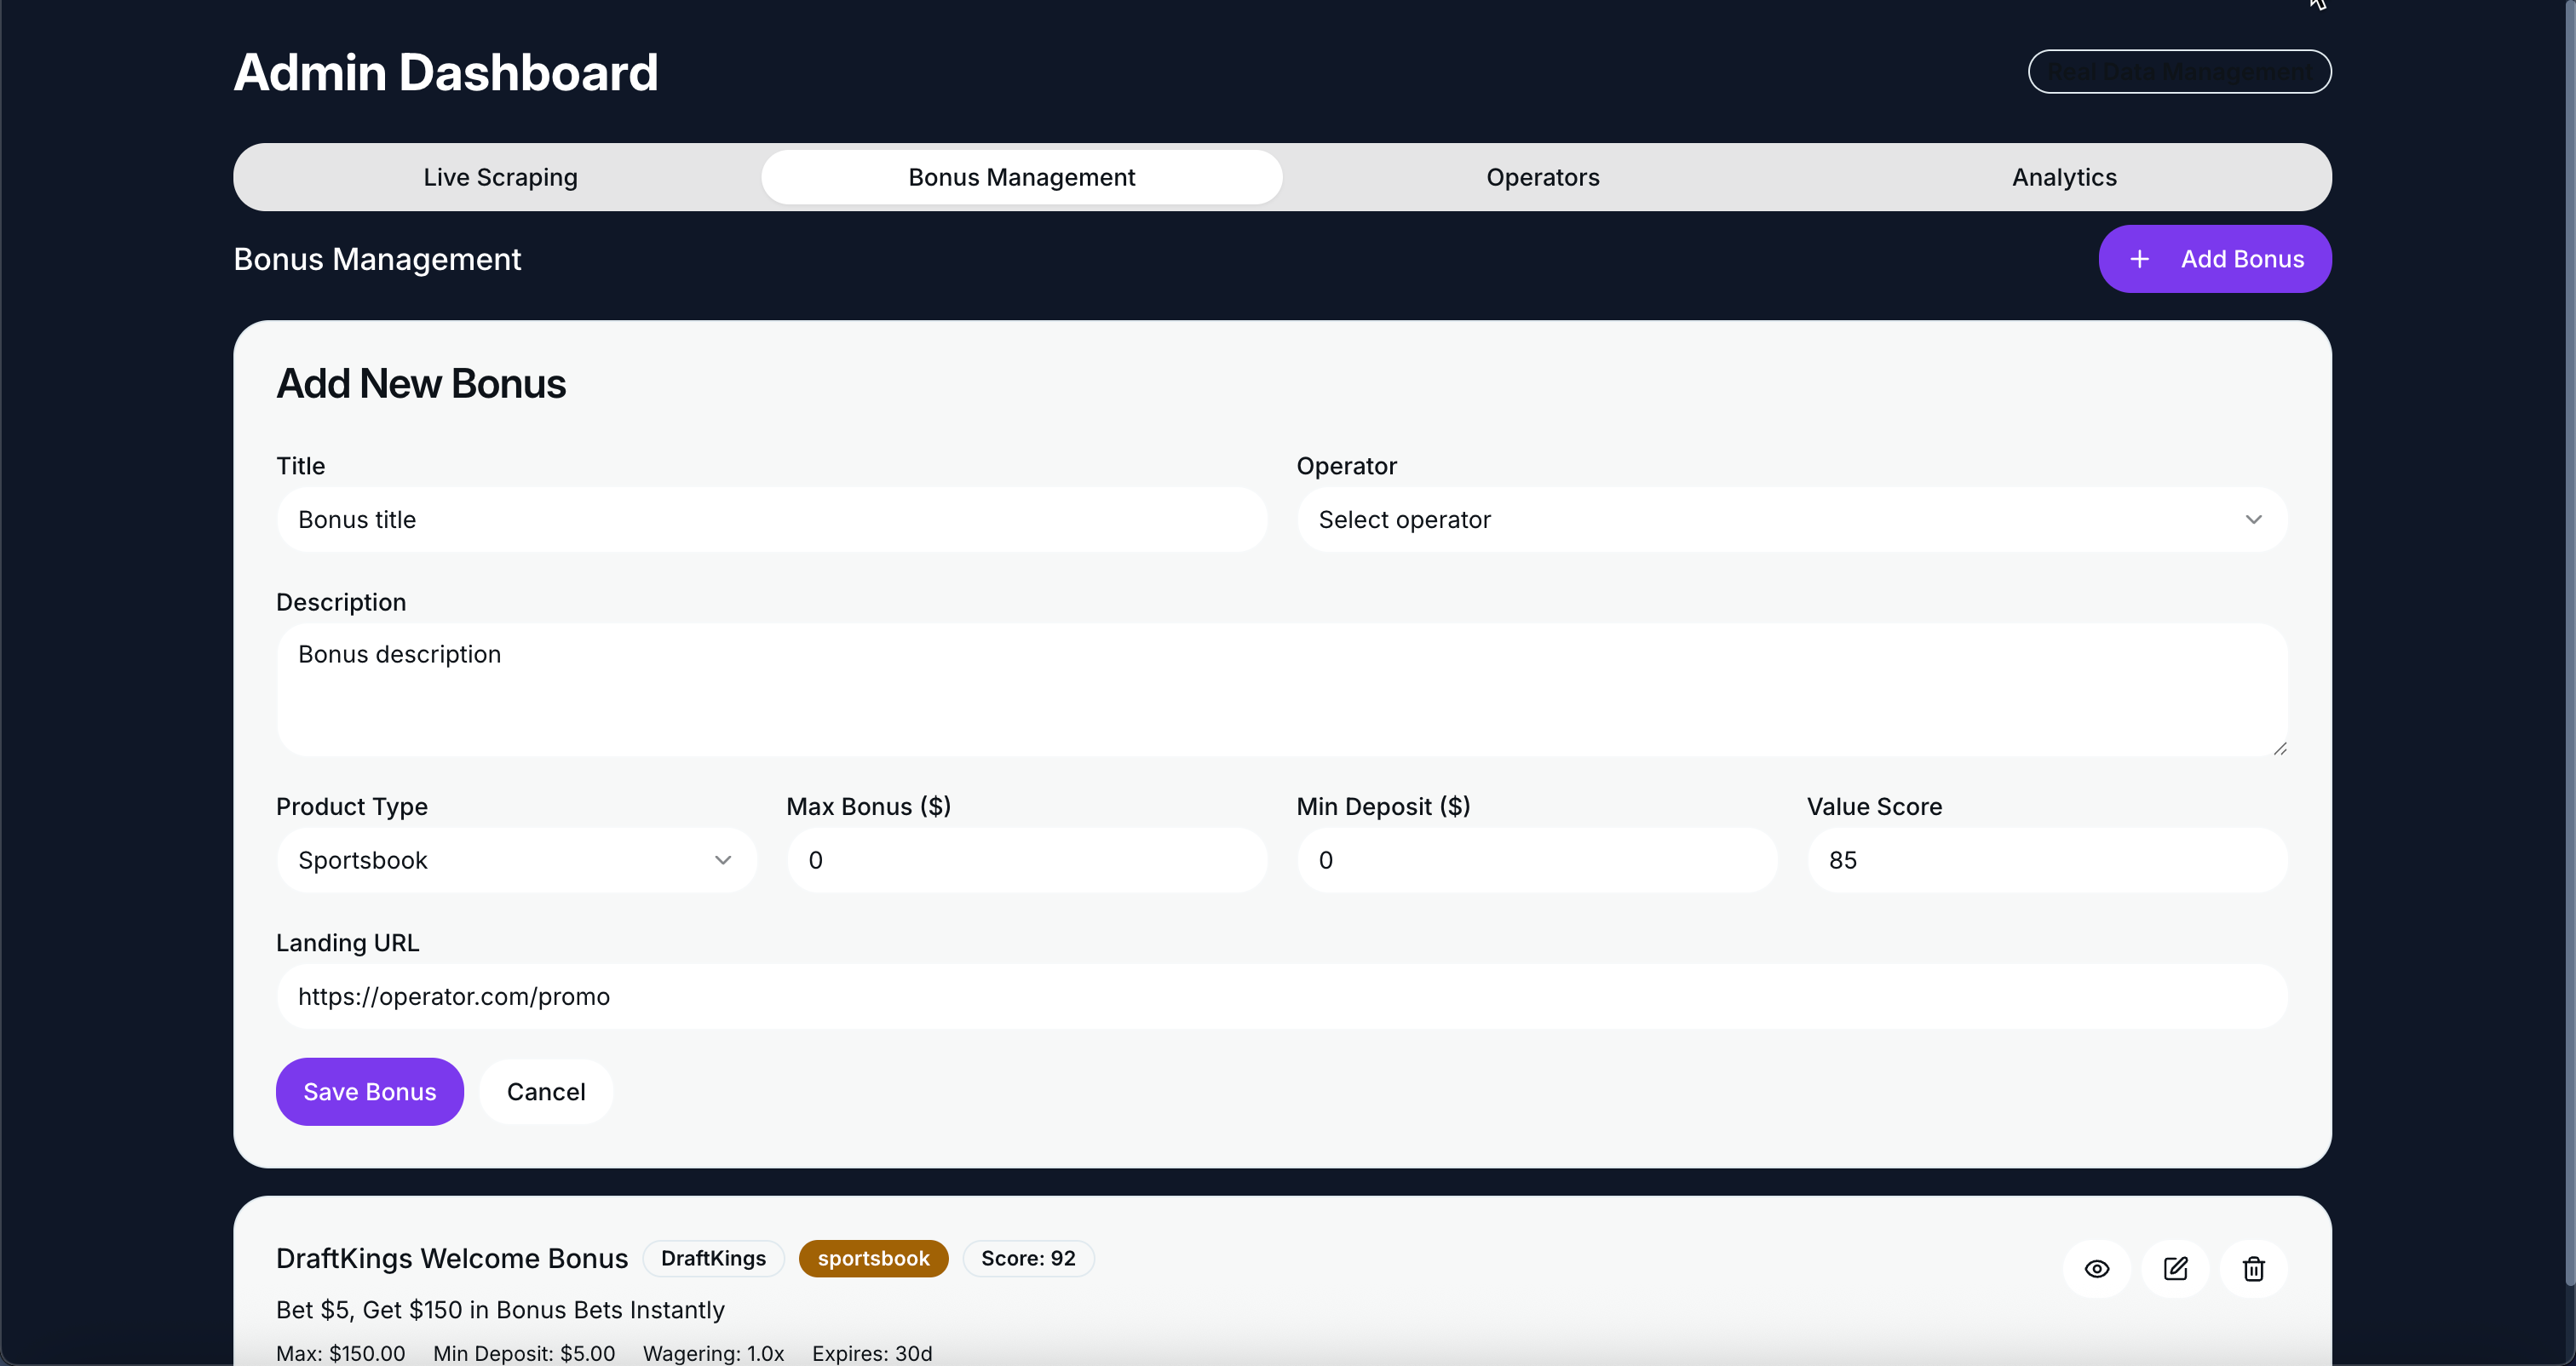 Admin Dashboard
Real Data Management
Live Scraping
Bonus Management
Operators
Analytics
Bonus Management
Add Bonus
Add New Bonus
Title
Operator
Bonus title
Select operator
Description
Bonus description
Product Type
Max Bonus ($)
Min Deposit ($)
Value Score
Sportsbook
0
0
85
Landing URL
https://operator.com/promo
Save Bonus
Cancel
DraftKings Welcome Bonus
DraftKings
sportsbook
Score: 92
Bet $5, Get $150 in Bonus Bets Instantly
Max: $150.00 Min Deposit: $5.00 Wagering: 1.0x Expires: 30d